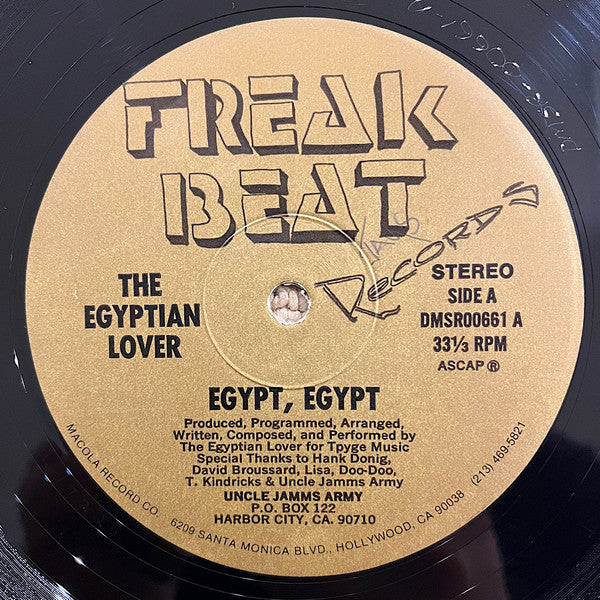 FREAK
BEAT
Records
THE
EGYPTIAN
LOVER
STEREO
SIDE A
DMSR00661 A
33⅓ RPM
ASCAP ®
EGYPT, EGYPT
Produced, Programmed, Arranged,
Written, Composed, and Performed by
The Egyptian Lover for Tpyge Music
Special Thanks to Hank Donig,
David Broussard, Lisa, Doo-Doo,
T. Kindricks & Uncle Jamms Army
UNCLE JAMMS ARMY
P.O. BOX 122
HARBOR CITY, CA. 90710
MACOLA RECORD CO. 6209 SANTA MONICA BLVD., HOLLYWOOD, CA 90038 (213) 469-5821